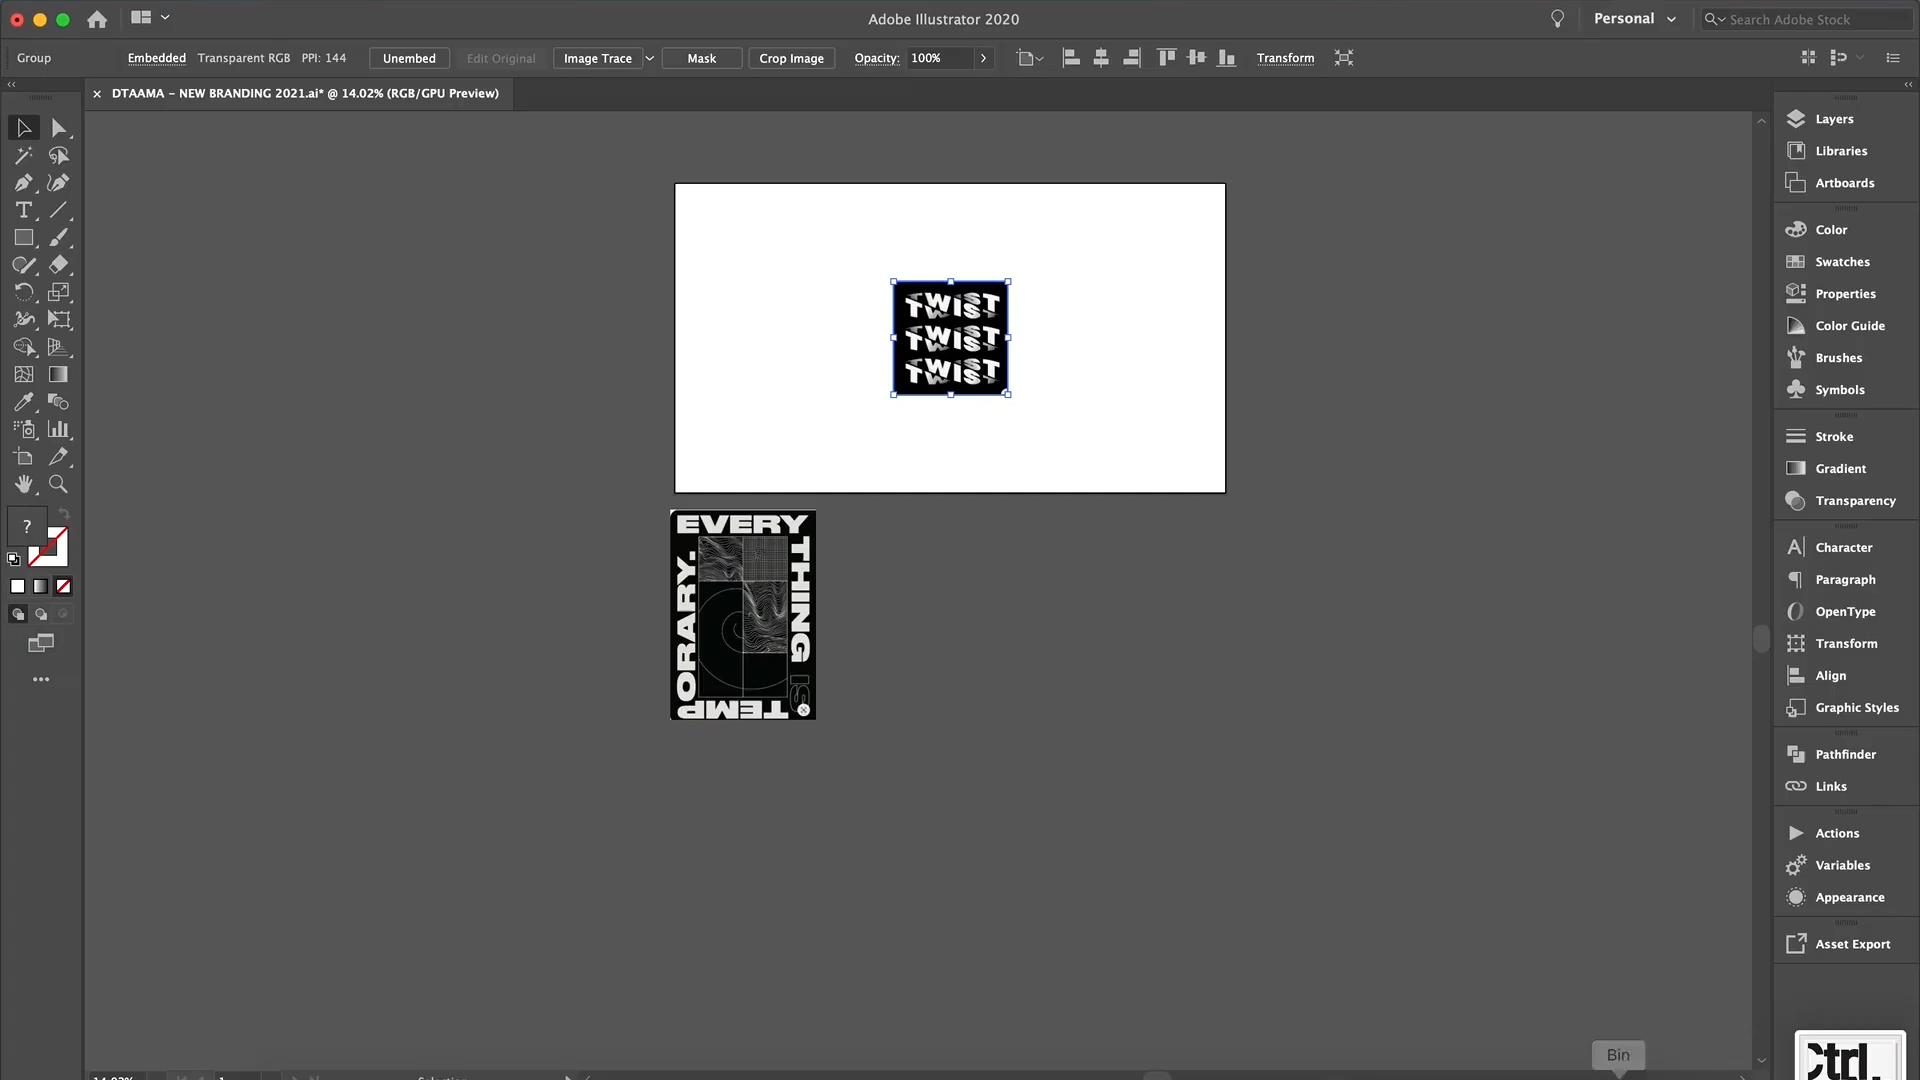 Adobe Illustrator 2020
Personal
Search Adobe Stock
Group
Embedded
Transparent RGB
PPI: 144
Unembed
Edit Original
Image Trace
Mask
Crop Image
Opacity:
100%
Transform
DTAAMA - NEW BRANDING 2021.ai* @ 14.02% (RGB/GPU Preview)
Layers
Libraries
Artboards
Color
Swatches
Properties
Color Guide
Brushes
Symbols
Stroke
Gradient
Transparency
Character
Paragraph
OpenType
Transform
Align
Graphic Styles
Pathfinder
Links
Actions
Variables
Appearance
Asset Export
TWIST
TWIST
TWIST
EVERY
THING
IS
TEMP
ORARY.
?
Bin
Ctrl.